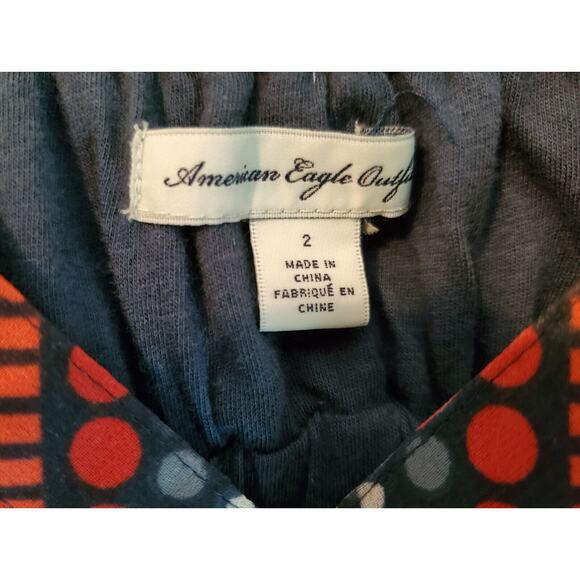 American Eagle Outfi
2
MADE IN
CHINA
FABRIQUÉ EN
CHINE